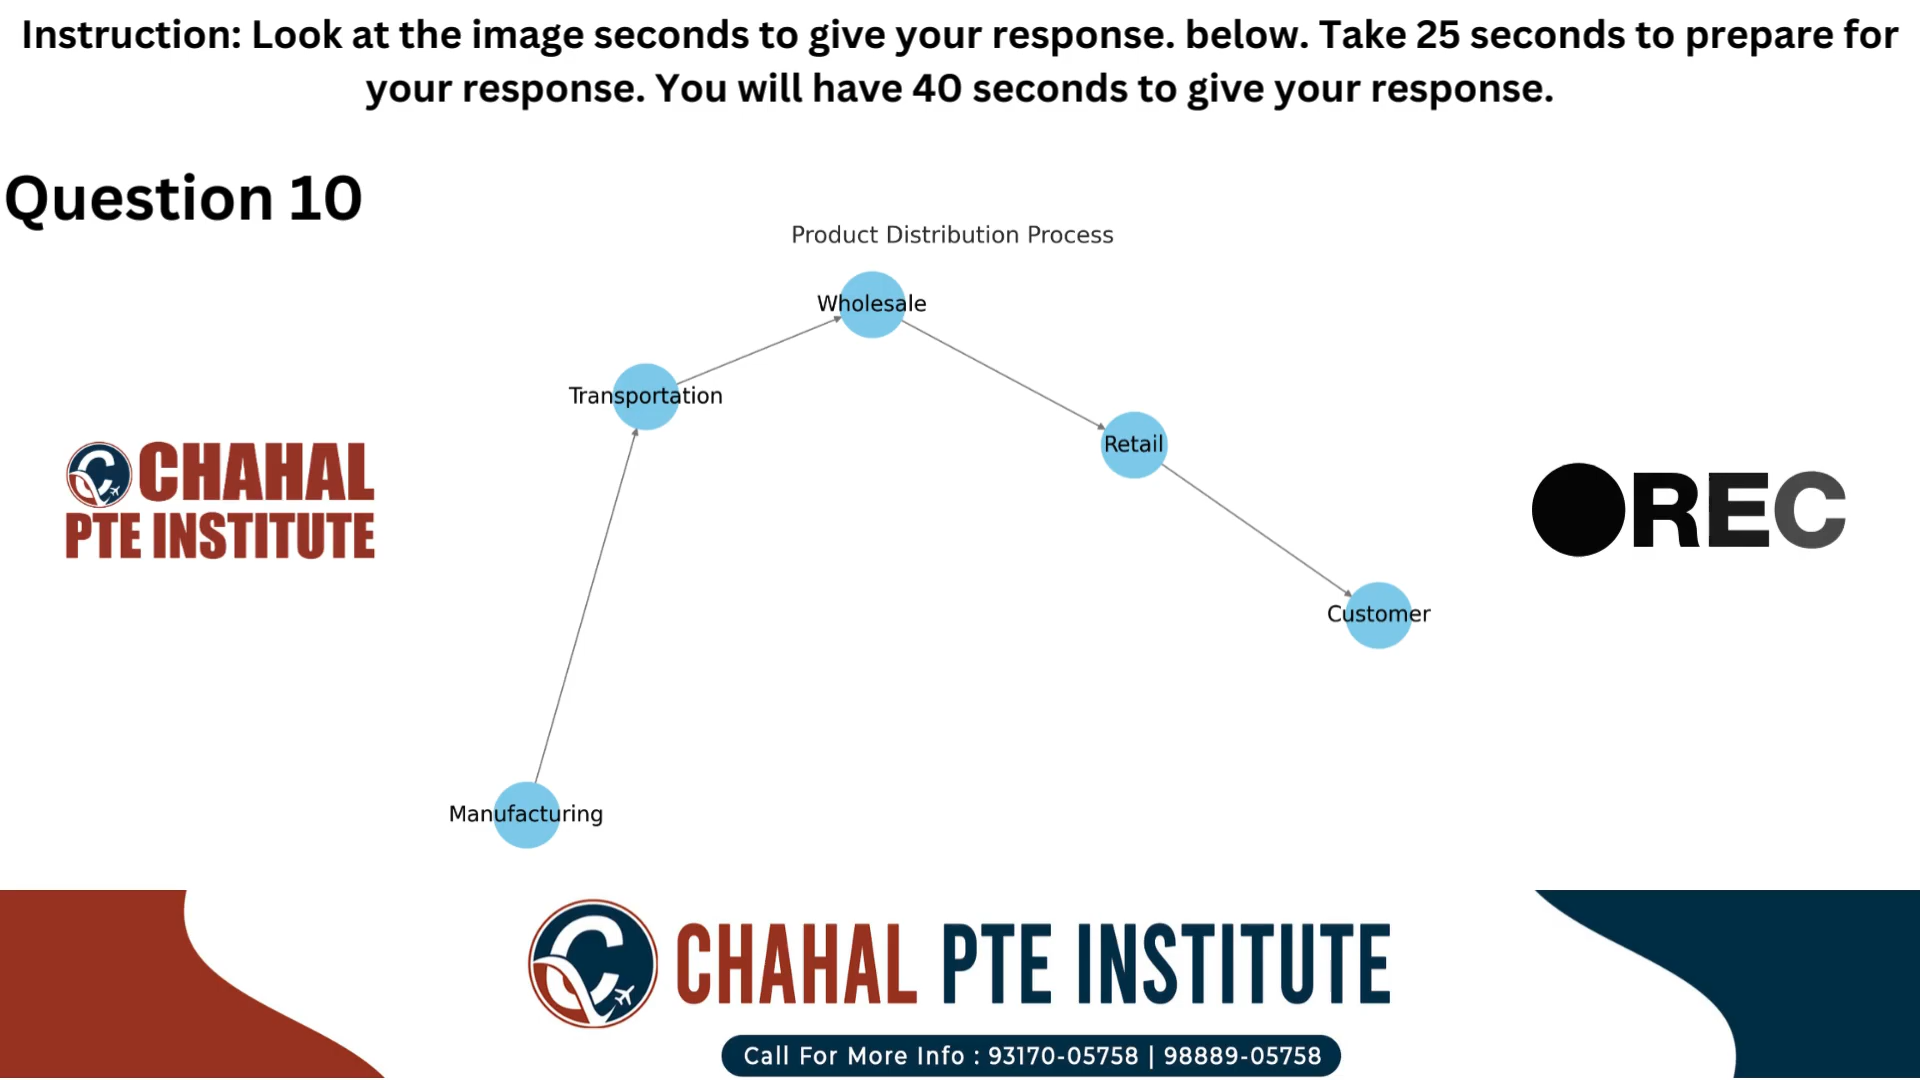 Instruction: Look at the image seconds to give your response. below. Take 25 seconds to prepare for
your response. You will have 40 seconds to give your response.
Question 10
Product Distribution Process
Wholesale
Transportation
Retail
CHAHAL
PTE INSTITUTE
REC
Customer
Manufacturing
CHAHAL PTE INSTITUTE
Call For More Info : 93170-05758 | 98889-05758